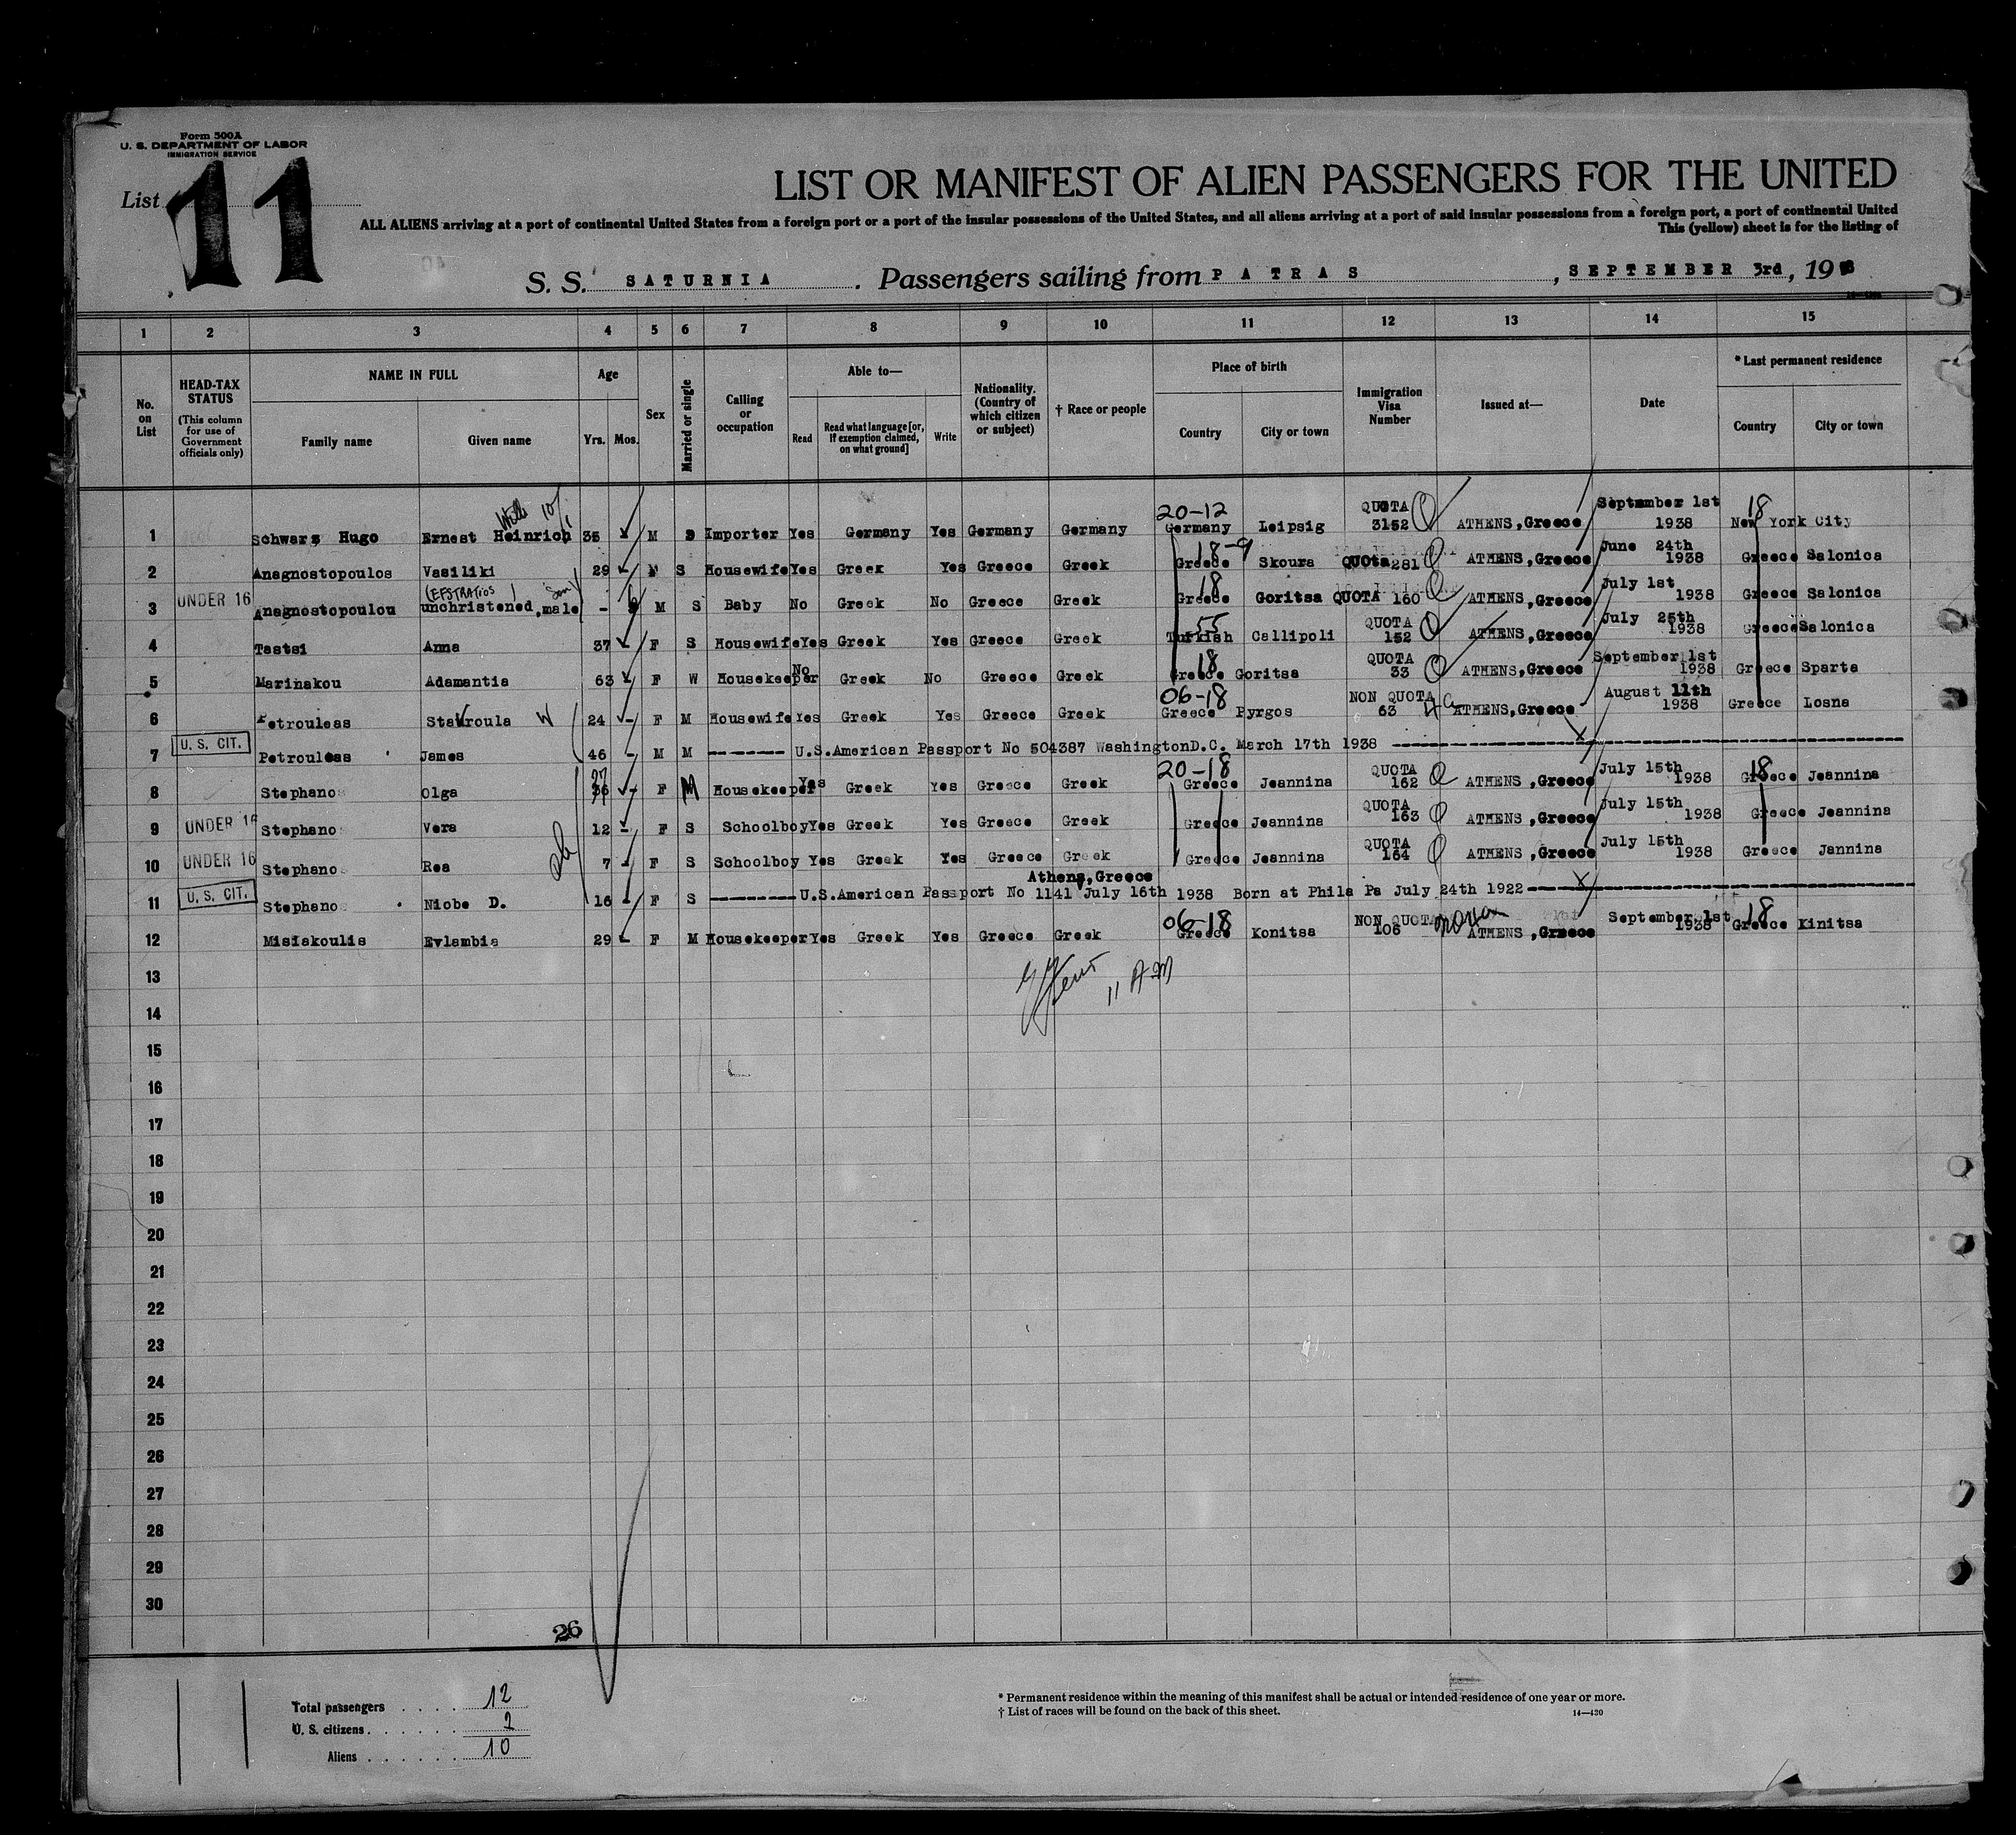 Form 500A
U. S. DEPARTMENT OF LABOR
IMMIGRATION SERVICE
List 11
LIST OR MANIFEST OF ALIEN PASSENGERS FOR THE UNITED
ALL ALIENS arriving at a port of continental United States from a foreign port or a port of the insular possessions of the United States, and all aliens arriving at a port of said insular possessions from a foreign port, a port of continental United
This (yellow) sheet is for the listing of
S. S. SATURNIA. Passengers sailing from PATRAS, SEPTEMBER 3rd, 19
1 2 3 4 5 6 7 8 9 10 11 12 13 14 15
No. on List
HEAD-TAX STATUS (This column for use of Government officials only)
NAME IN FULL Family name Given name
Age Yrs. Mos.
Sex
Married or single
Calling or occupation
Able to— Read Read what language [or, if exemption claimed, on what ground] Write
Nationality. (Country of which citizen or subject)
† Race or people
Place of birth Country City or town
Immigration Visa Number
Issued at—
Date
* Last permanent residence Country City or town
1 Schwarz Hugo Ernest Heinrich 35 M Importer Yes Germany Yes Germany Germany 20-12 Germany Leipsig QUOTA 3152 ATHENS, Greece September 1st 1938 18 New York City
2 Anagnostopoulos Vasiliki 29 S Housewife Yes Greek Yes Greece Greek 18-9 Greece Skoura QUOTA 281 ATHENS, Greece June 24th 1938 Greece Salonica
3 UNDER 16 Anagnostopoulou (EFSTRATIOS) unchristened, male son - M S Baby No Greek No Greece Greek 18 Greece Goritsa QUOTA 160 ATHENS, Greece July 1st 1938 Greece Salonica
4 Tsatsi Anna 37 F S Housewife Yes Greek Yes Greece Greek 55 Turkish Callipoli QUOTA 152 ATHENS, Greece July 25th 1938 Greece Salonica
5 Marinakou Adamantia 63 F W Housekeeper No Greek No Greece Greek 18 Greece Goritsa QUOTA 33 ATHENS, Greece September 1st 1938 Greece Sparta
6 Petrouleas Stavroula W 24 - F M Housewife Yes Greek Yes Greece Greek 06-18 Greece Pyrgos NON QUOTA 63 ATHENS, Greece August 11th 1938 Greece Losna
7 U. S. CIT. Petrouleas James 46 - M M ------- U.S.American Passport No 504387 Washington D.C. March 17th 1938
8 Stephano Olga 37 F M Housekeeper Yes Greek Yes Greece Greek 20-18 Greece Jeannina QUOTA 162 ATHENS, Greece July 15th 1938 18 Greece Jeannina
9 UNDER 16 Stephano Vera 12 - F S Schoolboy Yes Greek Yes Greece Greek Greece Jeannina QUOTA 163 ATHENS, Greece July 15th 1938 Greece Jeannina
10 UNDER 16 Stephano Rea 7 - F S Schoolboy Yes Greek Yes Greece Greek Greece Jeannina QUOTA 164 ATHENS, Greece July 15th 1938 Greece Jannina
Athens, Greece
11 U. S. CIT. Stephano Niobe D. 16 - F S ------- U.S.American Passport No 1141 July 16th 1938 Born at Phila Pa July 24th 1922
12 Misiakoulis Evlambia 29 - F M Housekeeper Yes Greek Yes Greece Greek 06-18 Greece Konitsa NON QUOTA 106 ATHENS, Greece September 1st 1938 18 Greece Kinitsa
13
14
15
16
17
18
19
20
21
22
23
24
25
26
27
28
29
30
26
Total passengers 12
U. S. citizens 2
Aliens 10
* Permanent residence within the meaning of this manifest shall be actual or intended residence of one year or more.
† List of races will be found on the back of this sheet.
14—430